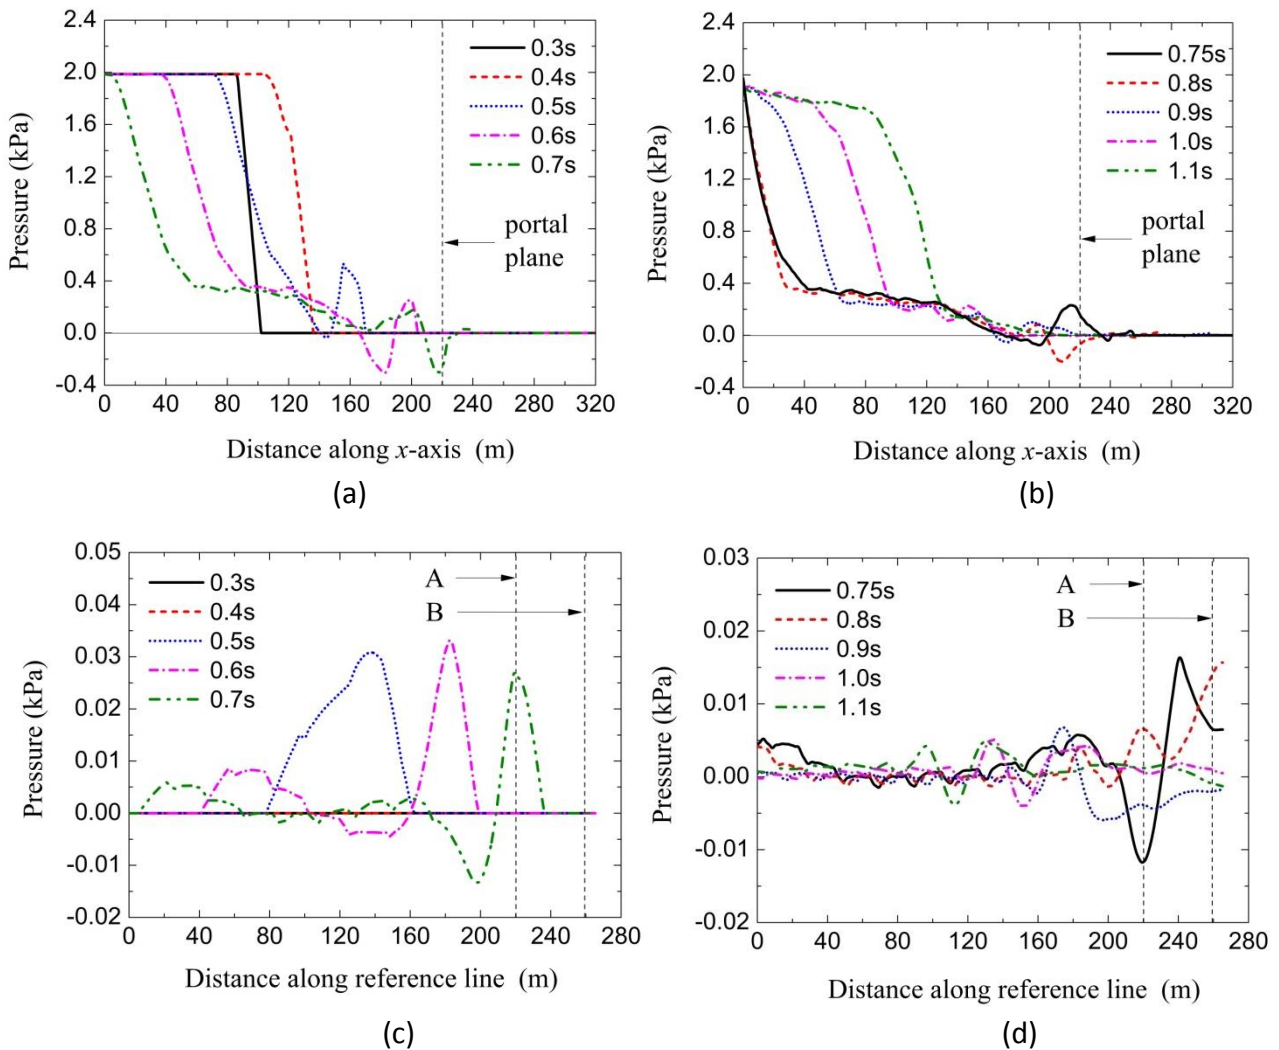 2.4
2.0
1.6
1.2
0.8
0.4
0.0
-0.4
Pressure (kPa)
0.3s
0.4s
0.5s
0.6s
0.7s
portal
plane
0 40 80 120 160 200 240 280 320
Distance along x-axis (m)
(a)
2.4
2.0
1.6
1.2
0.8
0.4
0.0
-0.4
Pressure (kPa)
0.75s
0.8s
0.9s
1.0s
1.1s
portal
plane
0 40 80 120 160 200 240 280 320
Distance along x-axis (m)
(b)
0.05
0.04
0.03
0.02
0.01
0.00
-0.01
-0.02
Pressure (kPa)
0.3s
0.4s
0.5s
0.6s
0.7s
A
B
0 40 80 120 160 200 240 280
Distance along reference line (m)
(c)
0.03
0.02
0.01
0.00
-0.01
-0.02
Pressure (kPa)
0.75s
0.8s
0.9s
1.0s
1.1s
A
B
0 40 80 120 160 200 240 280
Distance along reference line (m)
(d)